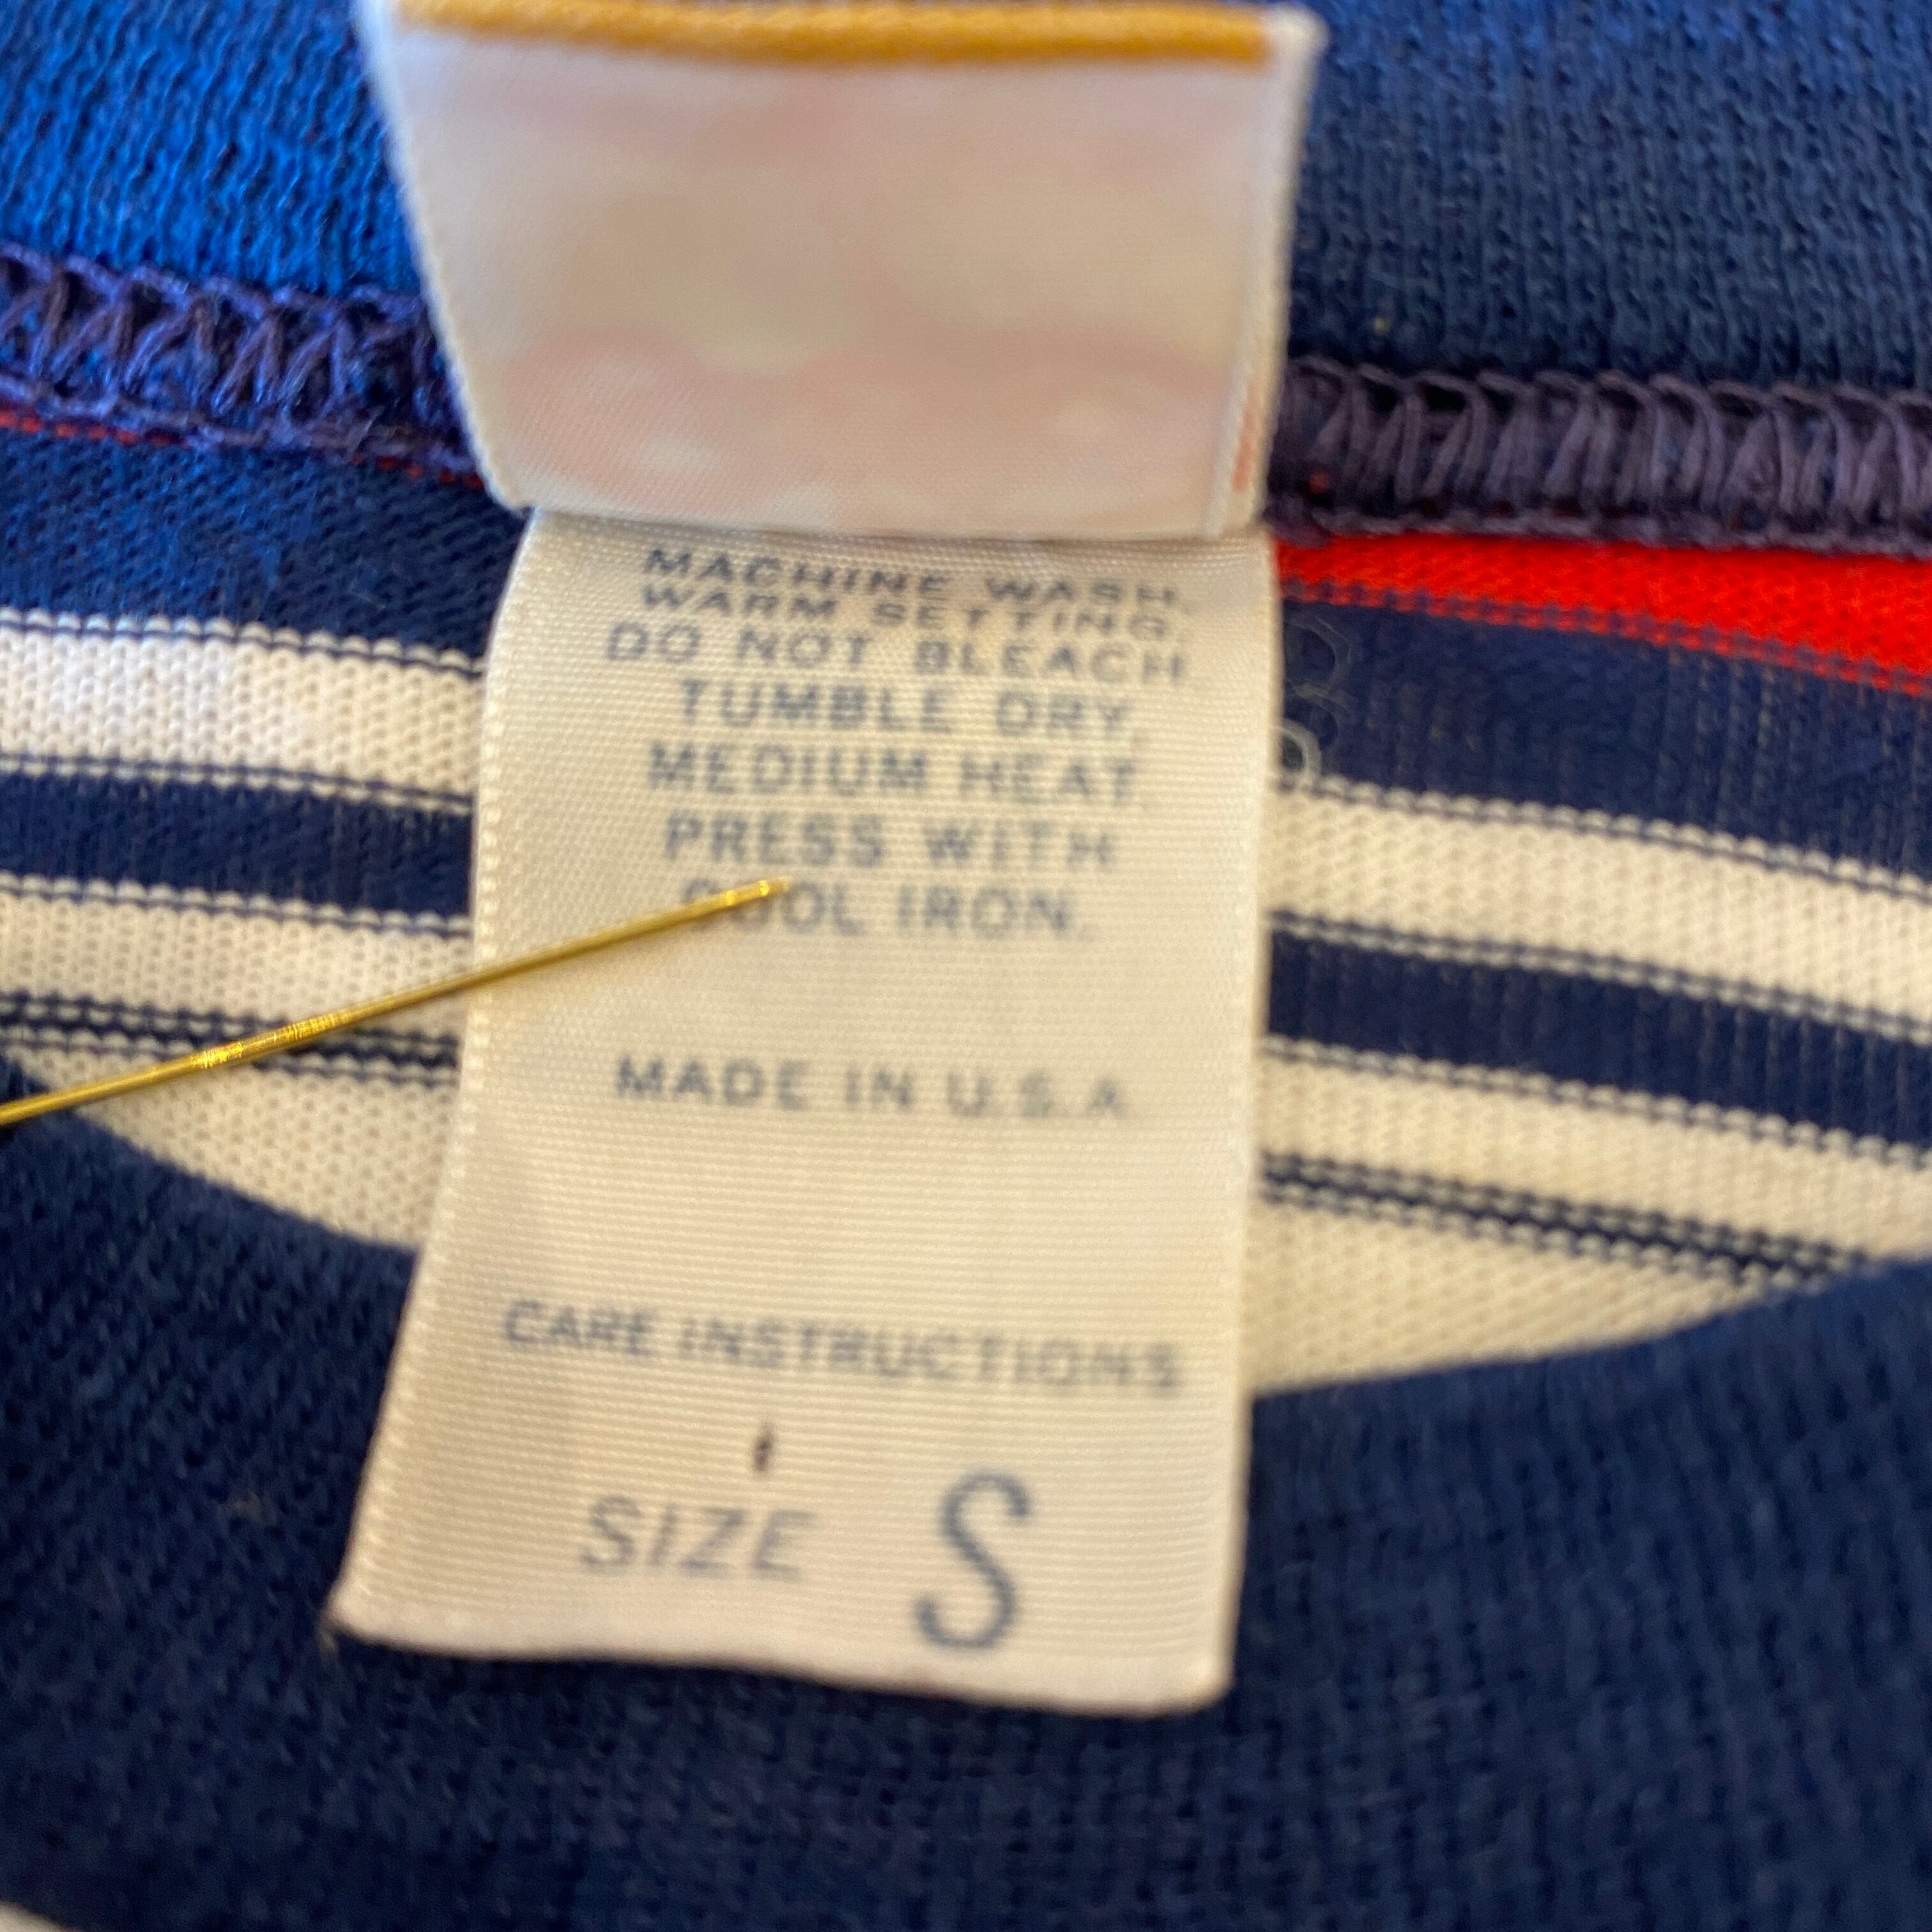 MACHINE WASH.
WARM SETTING.
DO NOT BLEACH
TUMBLE DRY,
MEDIUM HEAT
PRESS WITH
COOL IRON.
MADE IN U.S.A
CARE INSTRUCTIONS
SIZE S